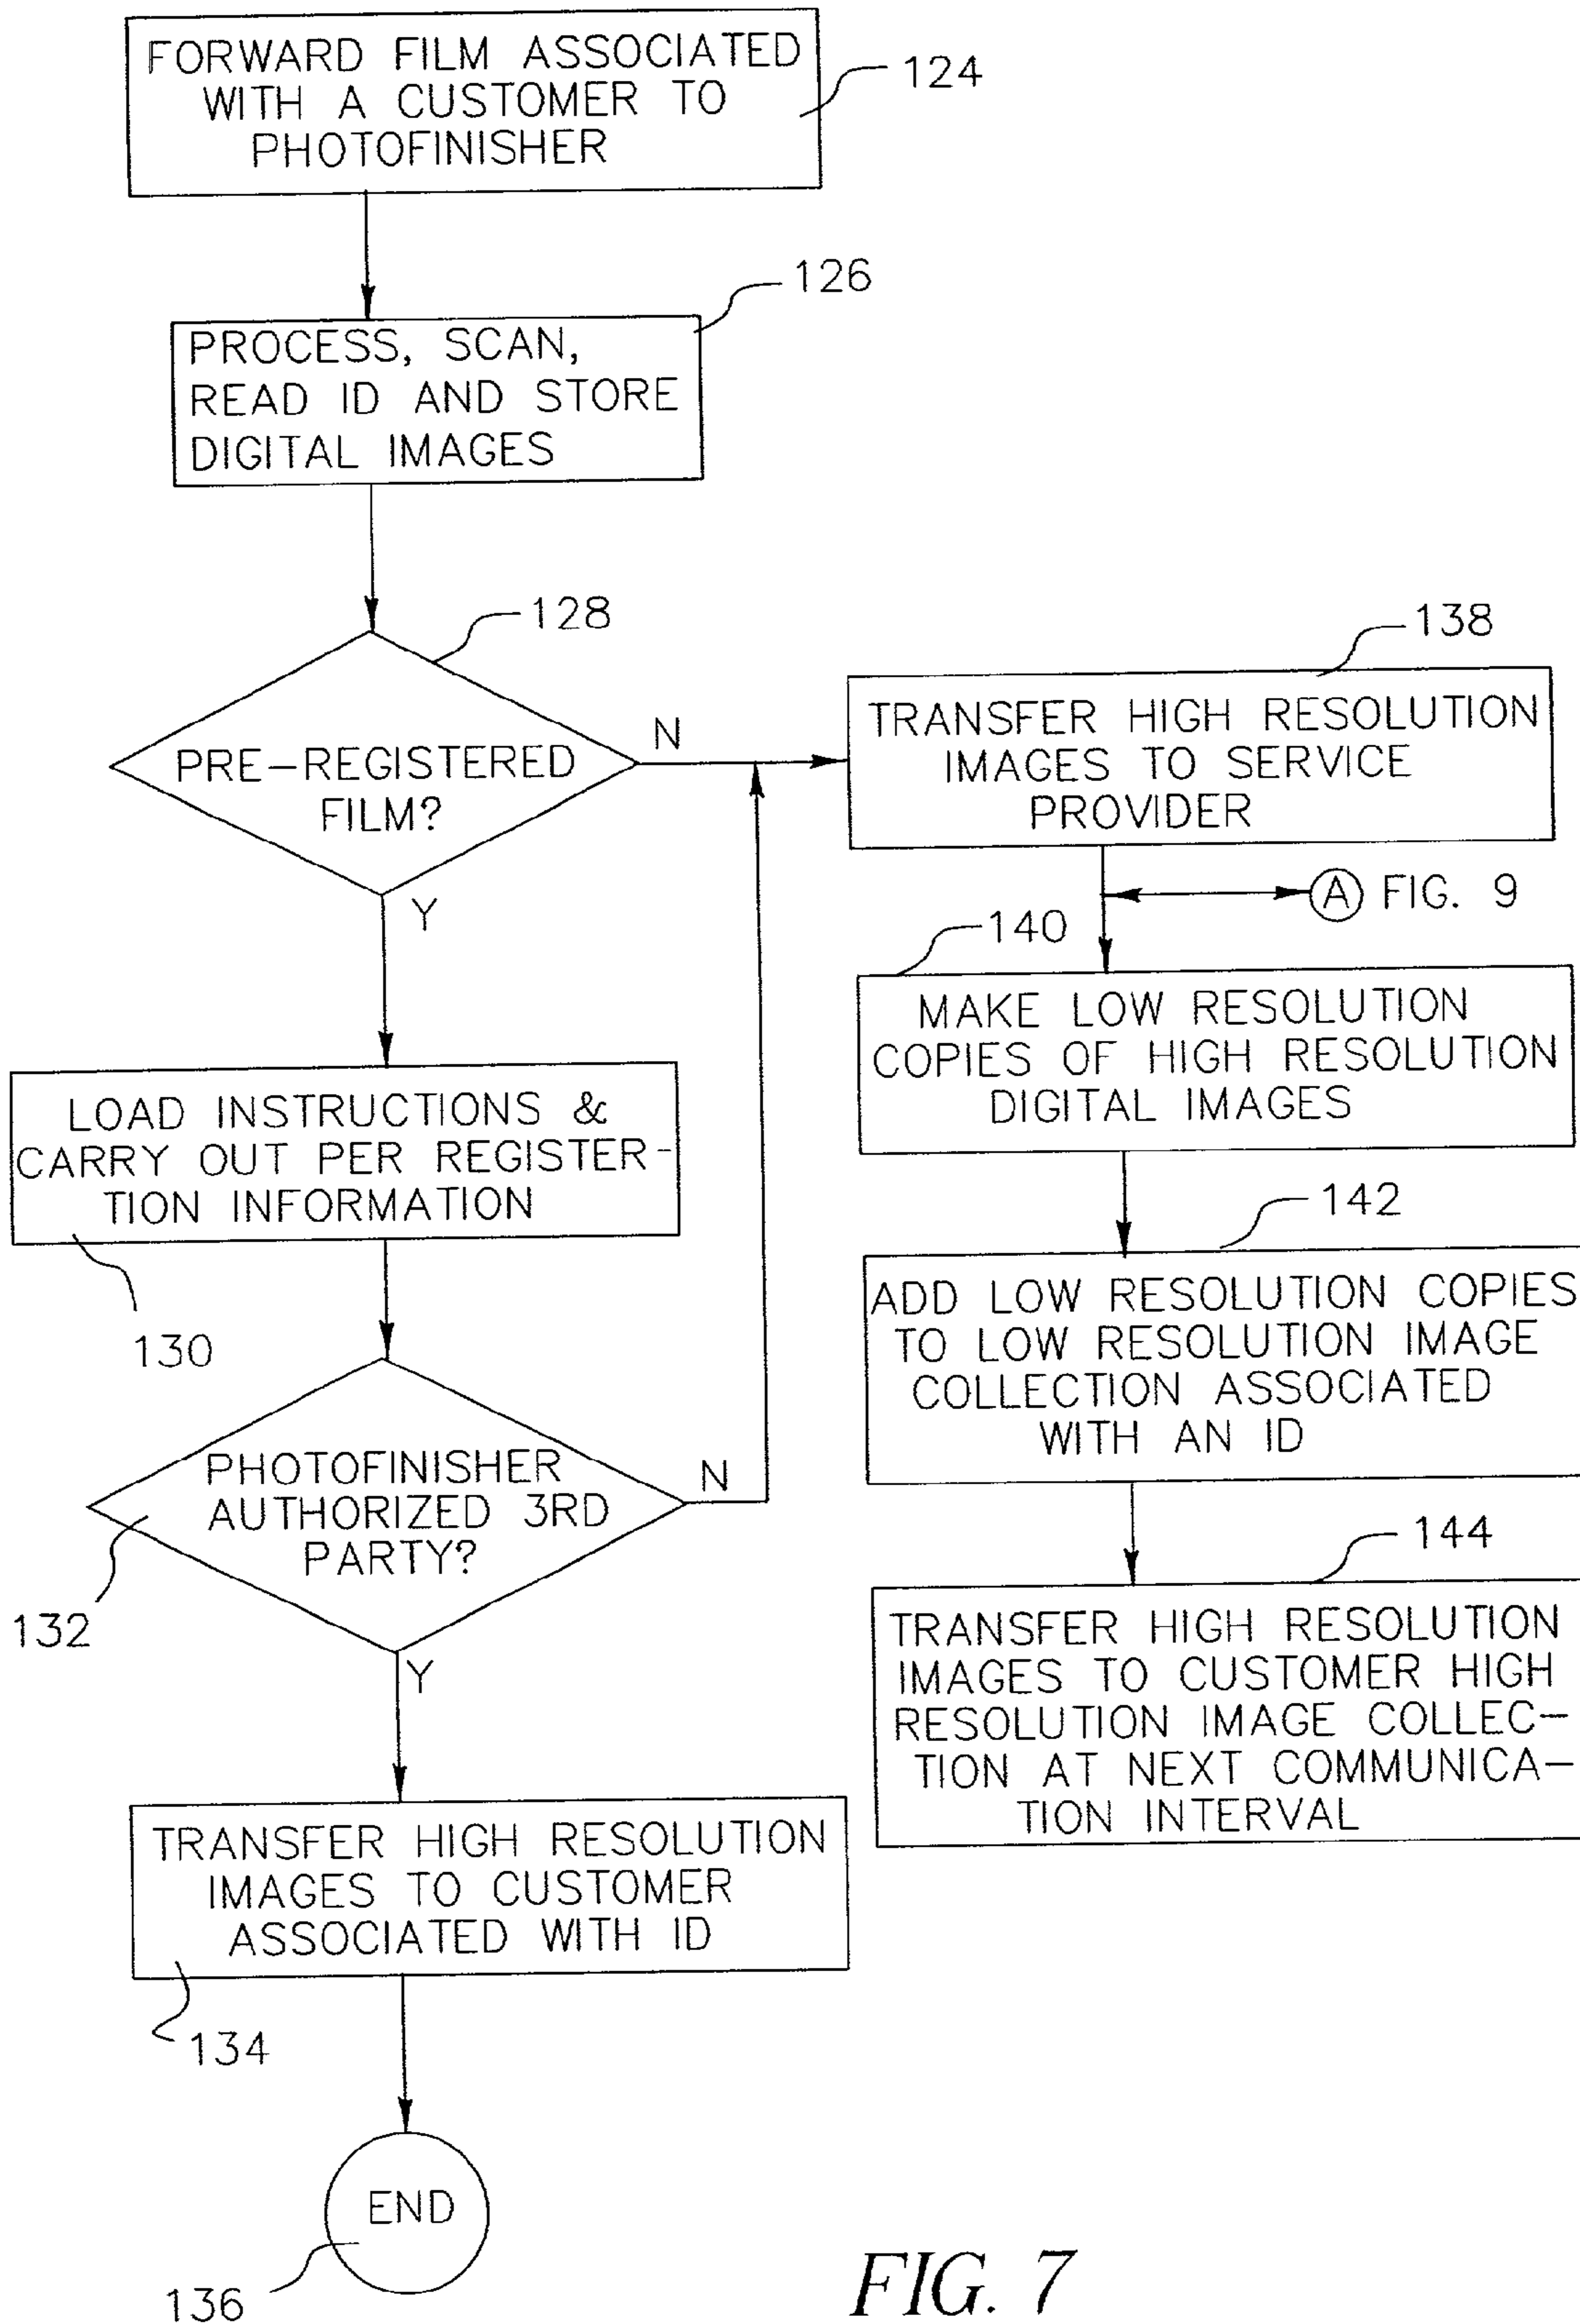 FORWARD FILM ASSOCIATED
WITH A CUSTOMER TO
PHOTOFINISHER
124
PROCESS, SCAN,
READ ID AND STORE
DIGITAL IMAGES
126
128
PRE-REGISTERED
FILM?
N
Y
LOAD INSTRUCTIONS &
CARRY OUT PER REGISTER-
TION INFORMATION
130
PHOTOFINISHER
AUTHORIZED 3RD
PARTY?
N
132
Y
TRANSFER HIGH RESOLUTION
IMAGES TO CUSTOMER
ASSOCIATED WITH ID
134
END
136
138
TRANSFER HIGH RESOLUTION
IMAGES TO SERVICE
PROVIDER
A FIG. 9
140
MAKE LOW RESOLUTION
COPIES OF HIGH RESOLUTION
DIGITAL IMAGES
142
ADD LOW RESOLUTION COPIES
TO LOW RESOLUTION IMAGE
COLLECTION ASSOCIATED
WITH AN ID
144
TRANSFER HIGH RESOLUTION
IMAGES TO CUSTOMER HIGH
RESOLUTION IMAGE COLLEC-
TION AT NEXT COMMUNICA-
TION INTERVAL
FIG. 7